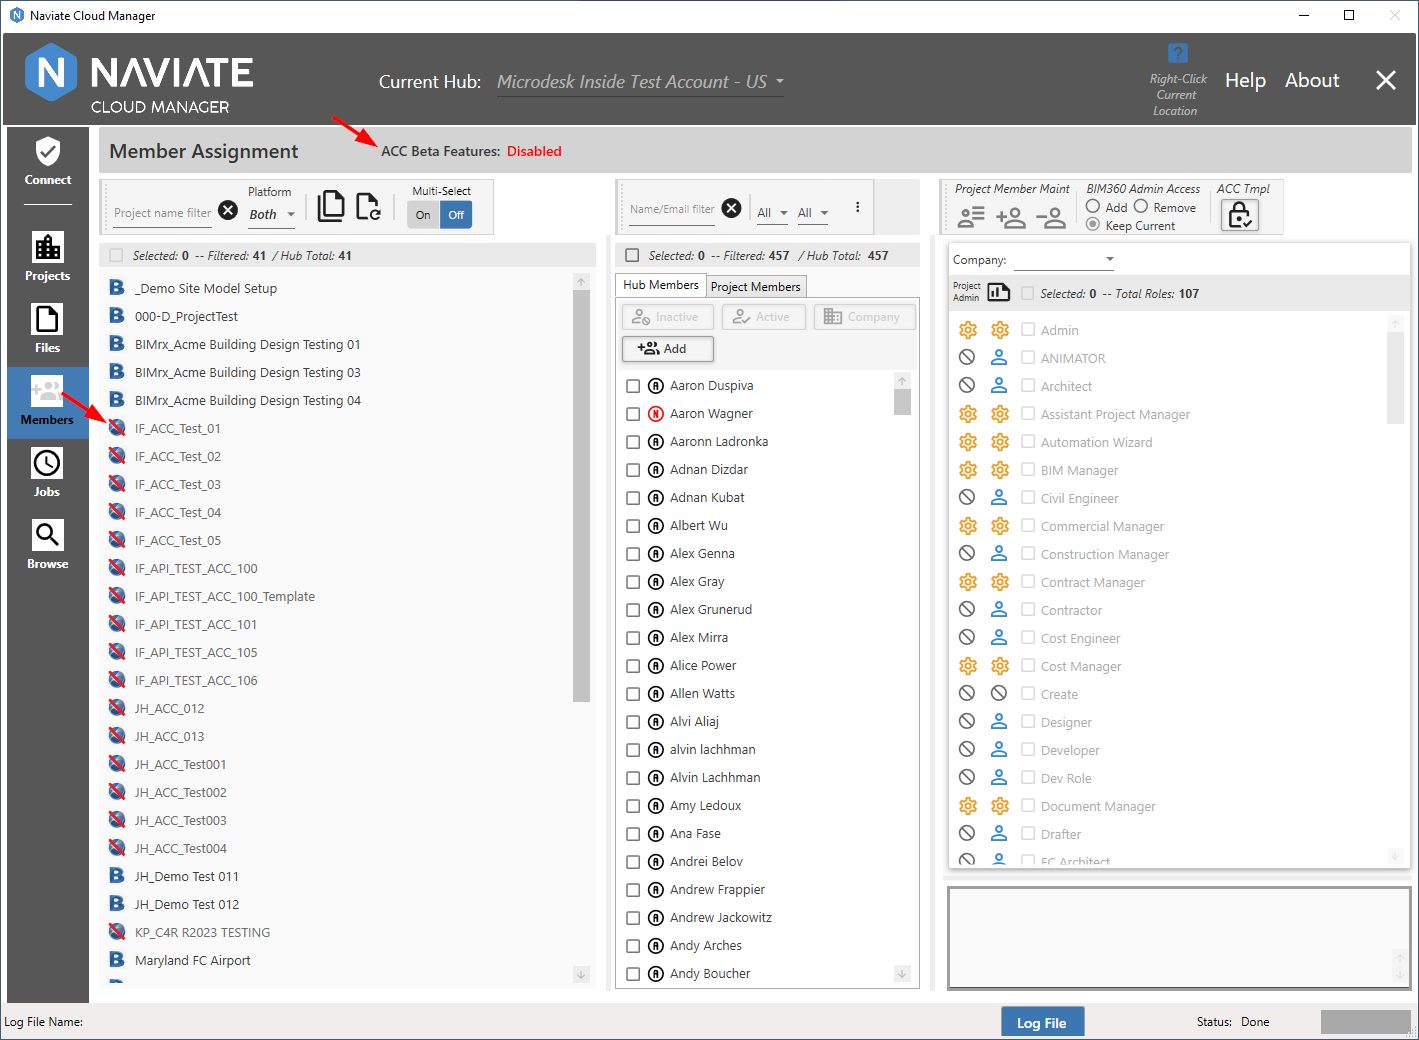 Naviate Cloud Manager
N NAVIATE
CLOUD MANAGER
Current Hub: Microdesk Inside Test Account - US
?
Right-Click
Current
Location
Help About
Connect
Projects
Files
Members
Jobs
Browse
Member Assignment
ACC Beta Features: Disabled
Project name filter
Platform
Both
Multi-Select
On Off
Name/Email filter
All All
Project Member Maint
BIM360 Admin Access
Add Remove
Keep Current
ACC Tmpl
Selected: 0 -- Filtered: 41 / Hub Total: 41
B _Demo Site Model Setup
B 000-D_ProjectTest
B BIMrx_Acme Building Design Testing 01
B BIMrx_Acme Building Design Testing 03
B BIMrx_Acme Building Design Testing 04
IF_ACC_Test_01
IF_ACC_Test_02
IF_ACC_Test_03
IF_ACC_Test_04
IF_ACC_Test_05
IF_API_TEST_ACC_100
IF_API_TEST_ACC_100_Template
IF_API_TEST_ACC_101
IF_API_TEST_ACC_105
IF_API_TEST_ACC_106
JH_ACC_012
JH_ACC_013
JH_ACC_Test001
JH_ACC_Test002
JH_ACC_Test003
JH_ACC_Test004
B JH_Demo Test 011
B JH_Demo Test 012
KP_C4R R2023 TESTING
B Maryland FC Airport
Selected: 0 -- Filtered: 457 / Hub Total: 457
Hub Members Project Members
Inactive Active Company
Add
A Aaron Duspiva
N Aaron Wagner
A Aaronn Ladronka
A Adnan Dizdar
A Adnan Kubat
A Albert Wu
A Alex Genna
A Alex Gray
A Alex Grunerud
A Alex Mirra
A Alice Power
A Allen Watts
A Alvi Aliaj
A alvin lachhman
A Alvin Lachhman
A Amy Ledoux
A Ana Fase
A Andrei Belov
A Andrew Frappier
A Andrew Jackowitz
A Andy Arches
A Andy Boucher
Company:
Project
Admin
Selected: 0 -- Total Roles: 107
Admin
ANIMATOR
Architect
Assistant Project Manager
Automation Wizard
BIM Manager
Civil Engineer
Commercial Manager
Construction Manager
Contract Manager
Contractor
Cost Engineer
Cost Manager
Create
Designer
Developer
Dev Role
Document Manager
Drafter
FC Architect
Log File Name:
Log File
Status: Done